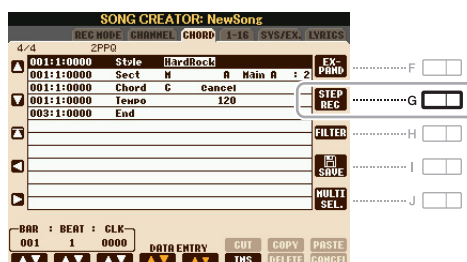 SONG CREATOR: NewSong
REC MODE CHANNEL CHORD 1-16 SYS/EX. LYRICS
4/4 2PPQ
001:1:0000 Style HardRock
001:1:0000 Sect M A Main A : 2
001:1:0000 Chord C cancel
001:1:0000 Tempo 120
003:1:0000 End
EX-
PAND
F
STEP
REC
G
FILTER
H
SAVE
I
MULTI
SEL.
J
BAR : BEAT : CLK
001 1 0000
DATA ENTRY
CUT COPY PASTE
INS DELETE CANCEL